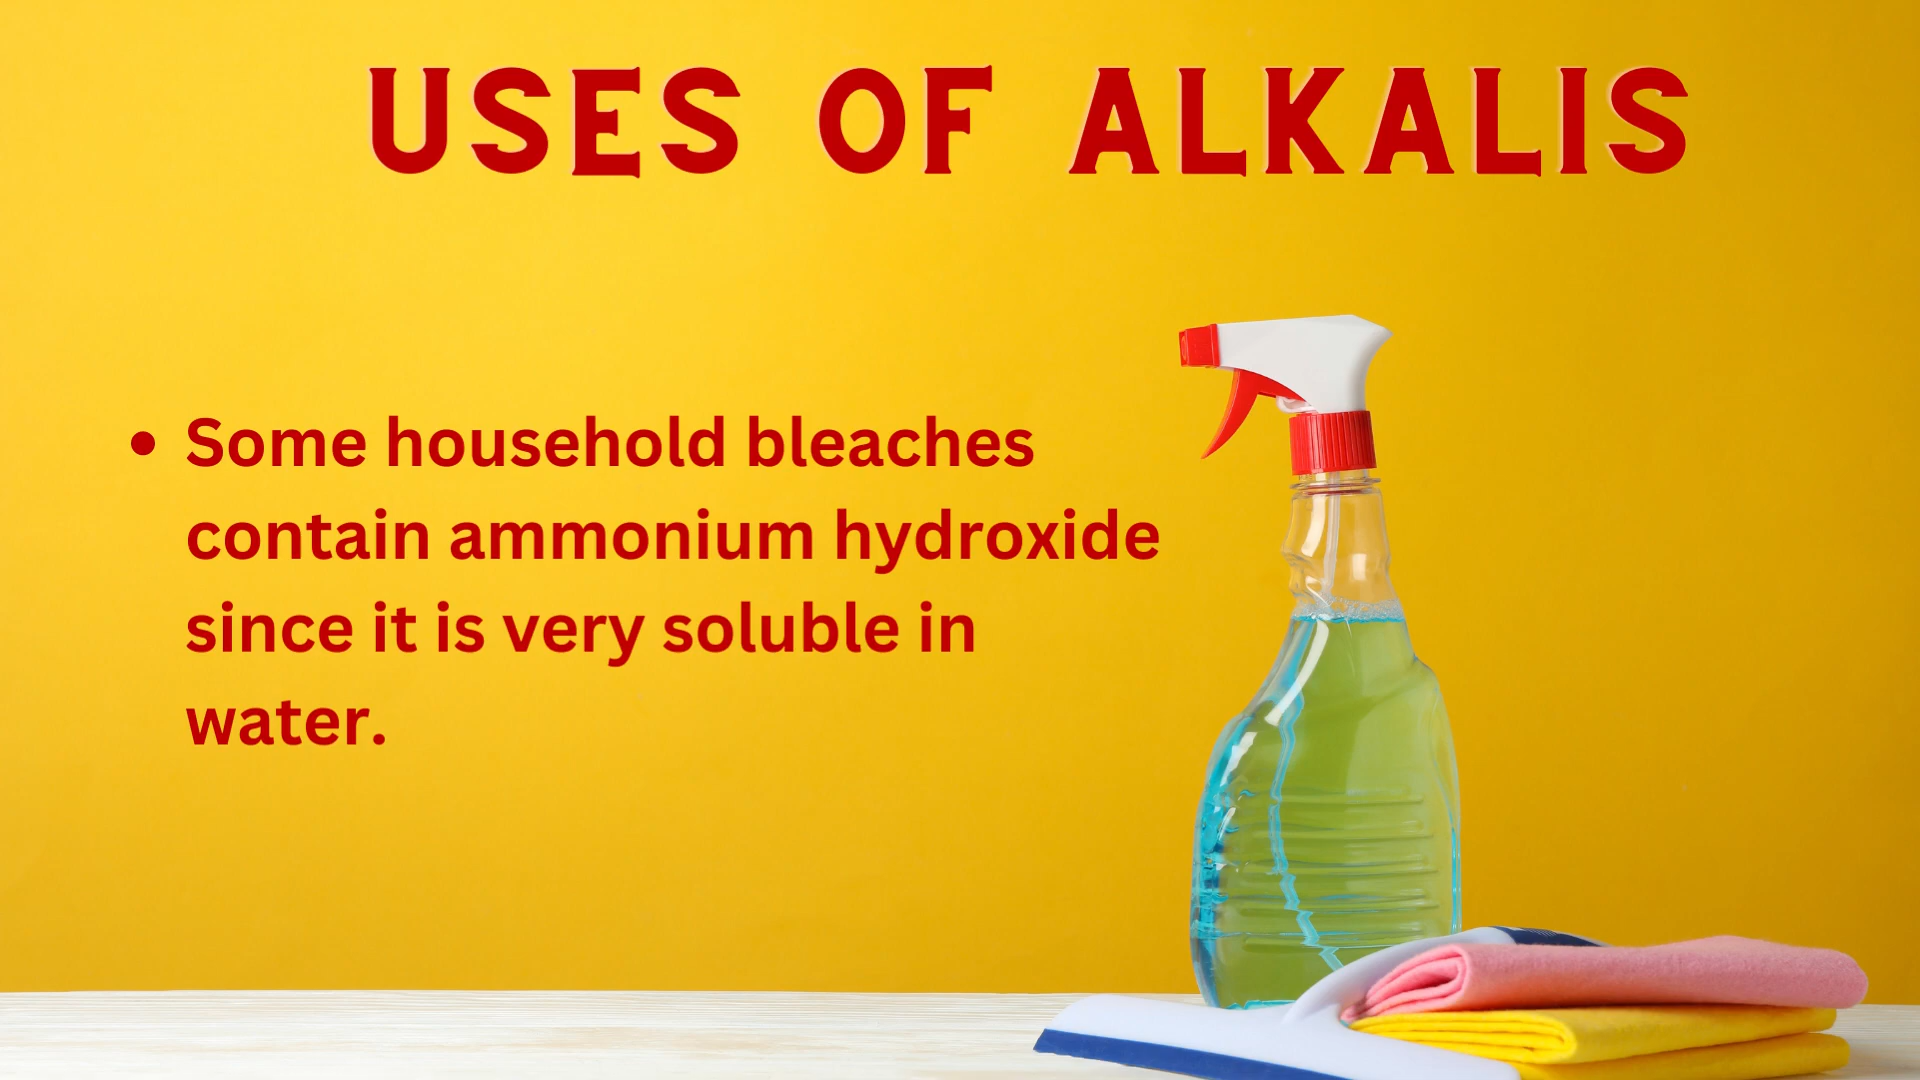 USES OF ALKALIS
• Some household bleaches
contain ammonium hydroxide
since it is very soluble in
water.